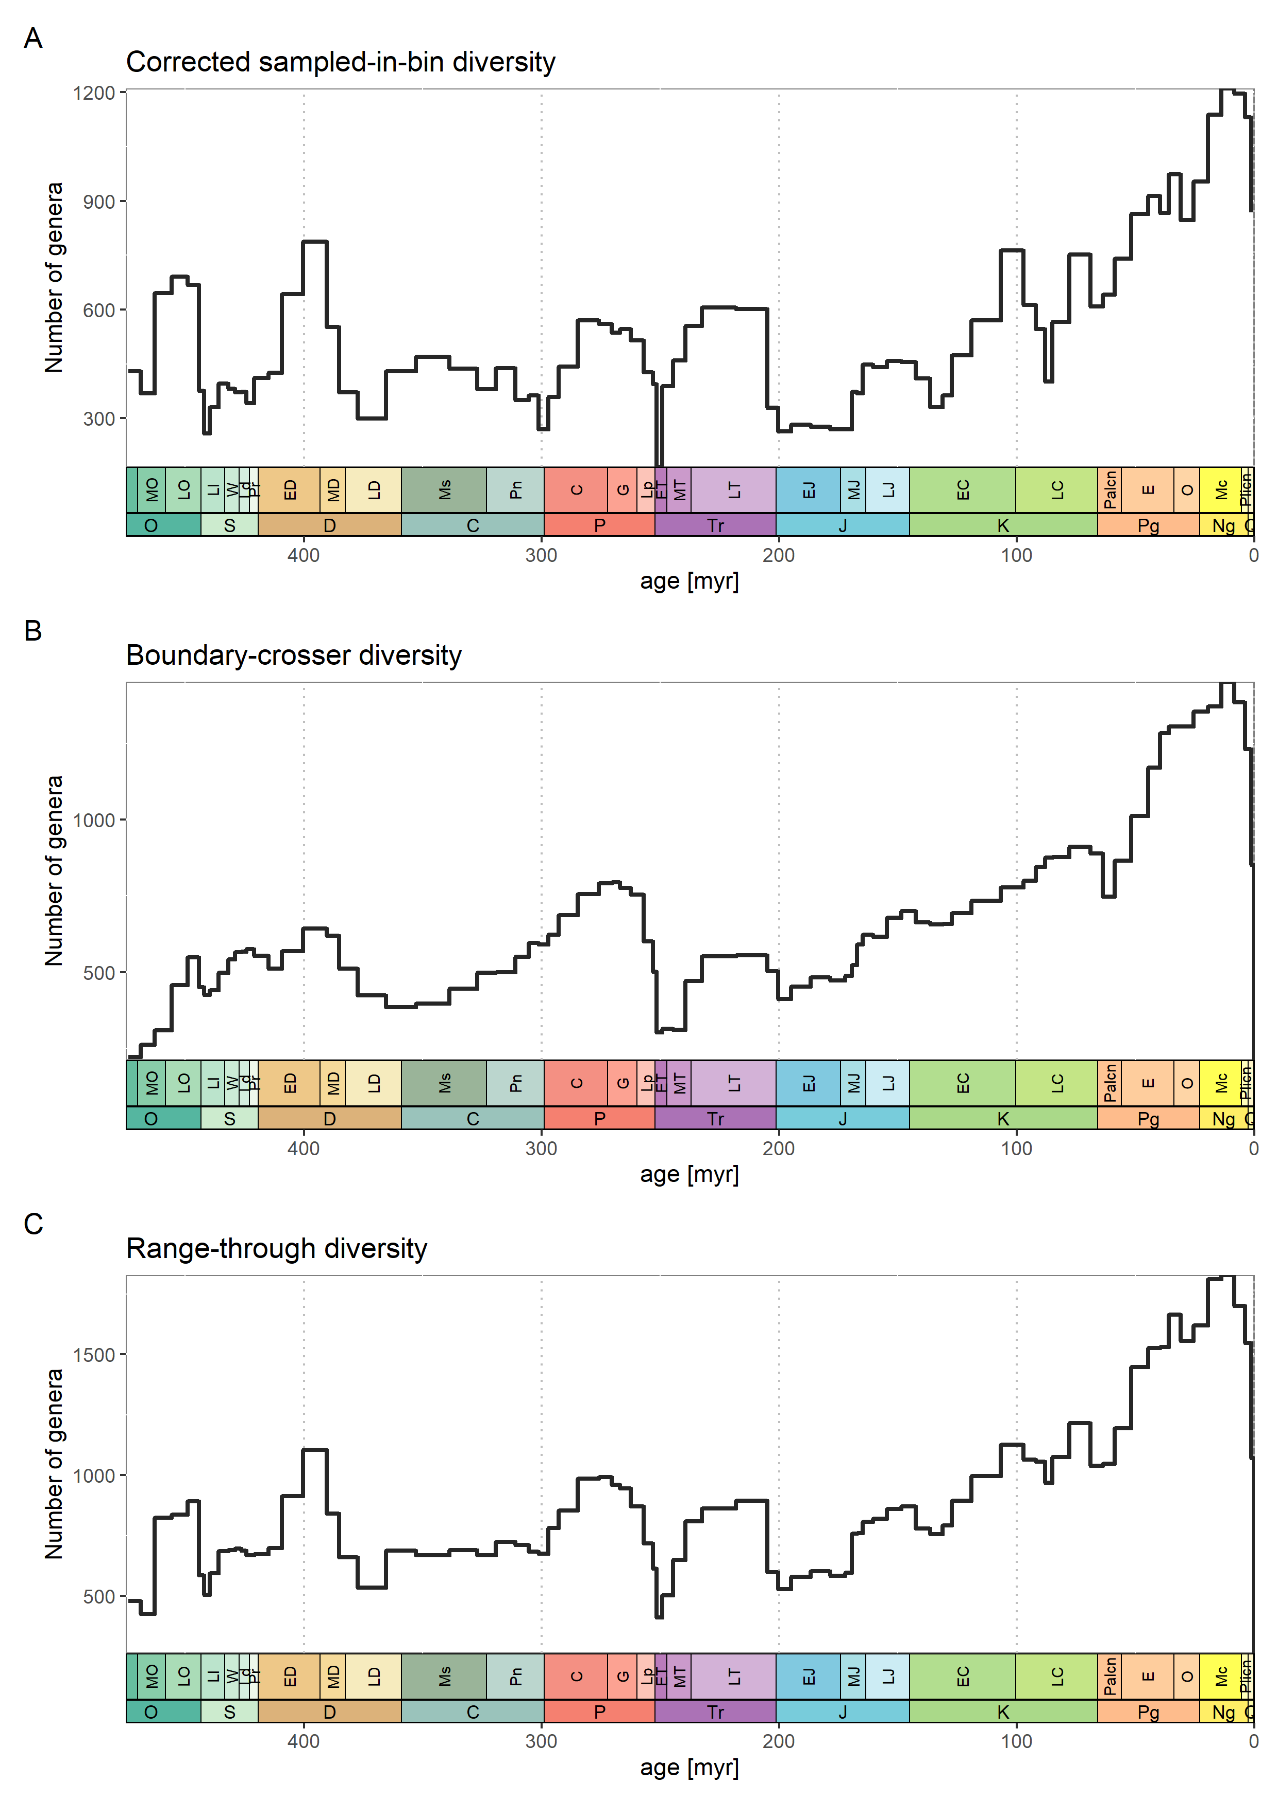 A
Corrected sampled-in-bin diversity
Number of genera
1200
900
600
300
MO LO Ll W Ld Pr ED MD LD Ms Pn C G Lp ET MT LT EJ MJ LJ EC LC Palcn E O Mc Plicn
O S D C P Tr J K Pg Ng Q
400 300 200 100 0
age [myr]
B
Boundary-crosser diversity
Number of genera
1000
500
MO LO Ll W Ld Pr ED MD LD Ms Pn C G Lp ET MT LT EJ MJ LJ EC LC Palcn E O Mc Plicn
O S D C P Tr J K Pg Ng Q
400 300 200 100 0
age [myr]
C
Range-through diversity
Number of genera
1500
1000
500
MO LO Ll W Ld Pr ED MD LD Ms Pn C G Lp ET MT LT EJ MJ LJ EC LC Palcn E O Mc Plicn
O S D C P Tr J K Pg Ng Q
400 300 200 100 0
age [myr]